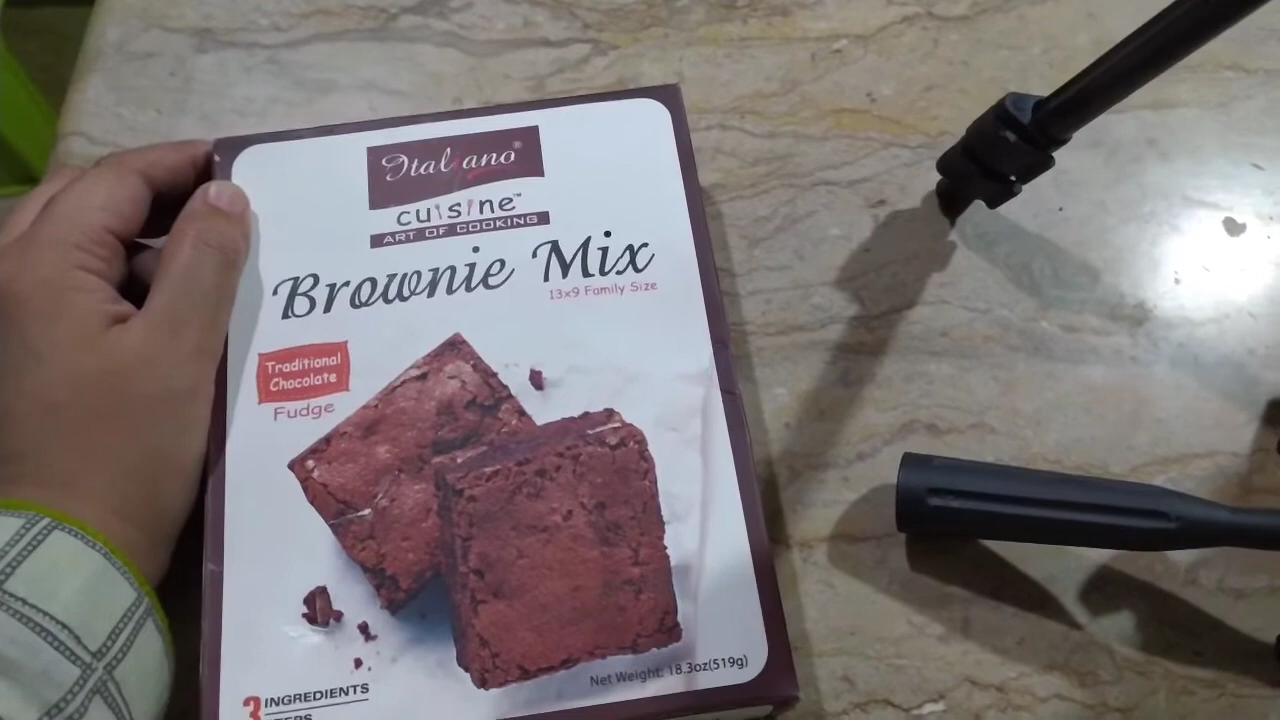 Italiano®
cuisine™
ART OF COOKING
Brownie Mix
13x9 Family Size
Traditional
Chocolate
Fudge
Net Weight: 18.3oz(519g)
3 INGREDIENTS